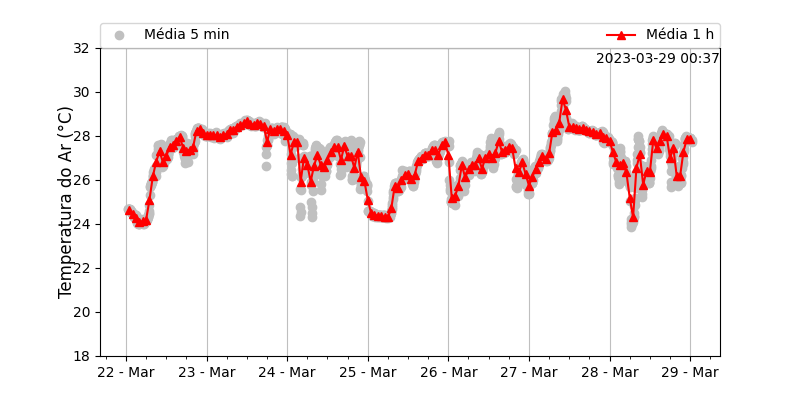 Média 5 min
Média 1 h
2023-03-29 00:37
Temperatura do Ar (°C)
32
30
28
26
24
22
20
18
22 - Mar
23 - Mar
24 - Mar
25 - Mar
26 - Mar
27 - Mar
28 - Mar
29 - Mar